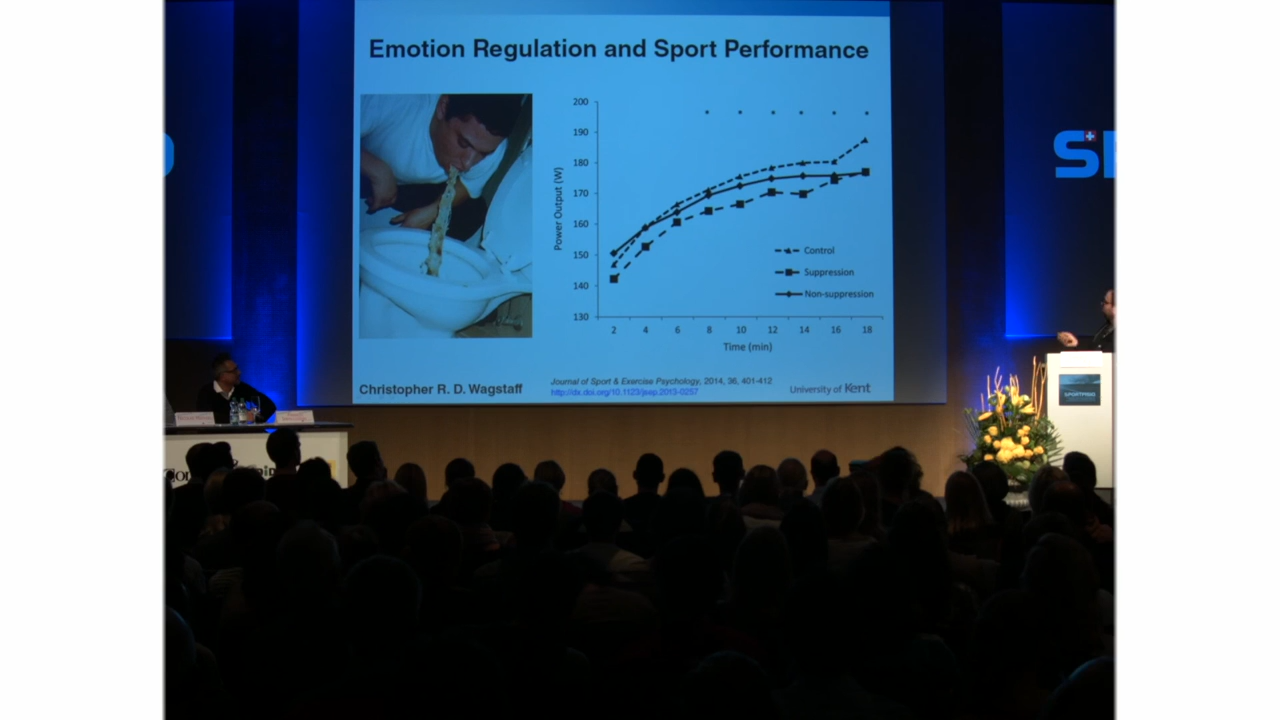 Emotion Regulation and Sport Performance
200
190
180
170
160
150
140
130
Power Output (W)
Control
Suppression
Non-suppression
2 4 6 8 10 12 14 16 18
Time (min)
Christopher R. D. Wagstaff
Journal of Sport & Exercise Psychology, 2014, 36, 401-412
http://dx.doi.org/10.1123/jsep.2013-0257
University of Kent
SPORTFISIO